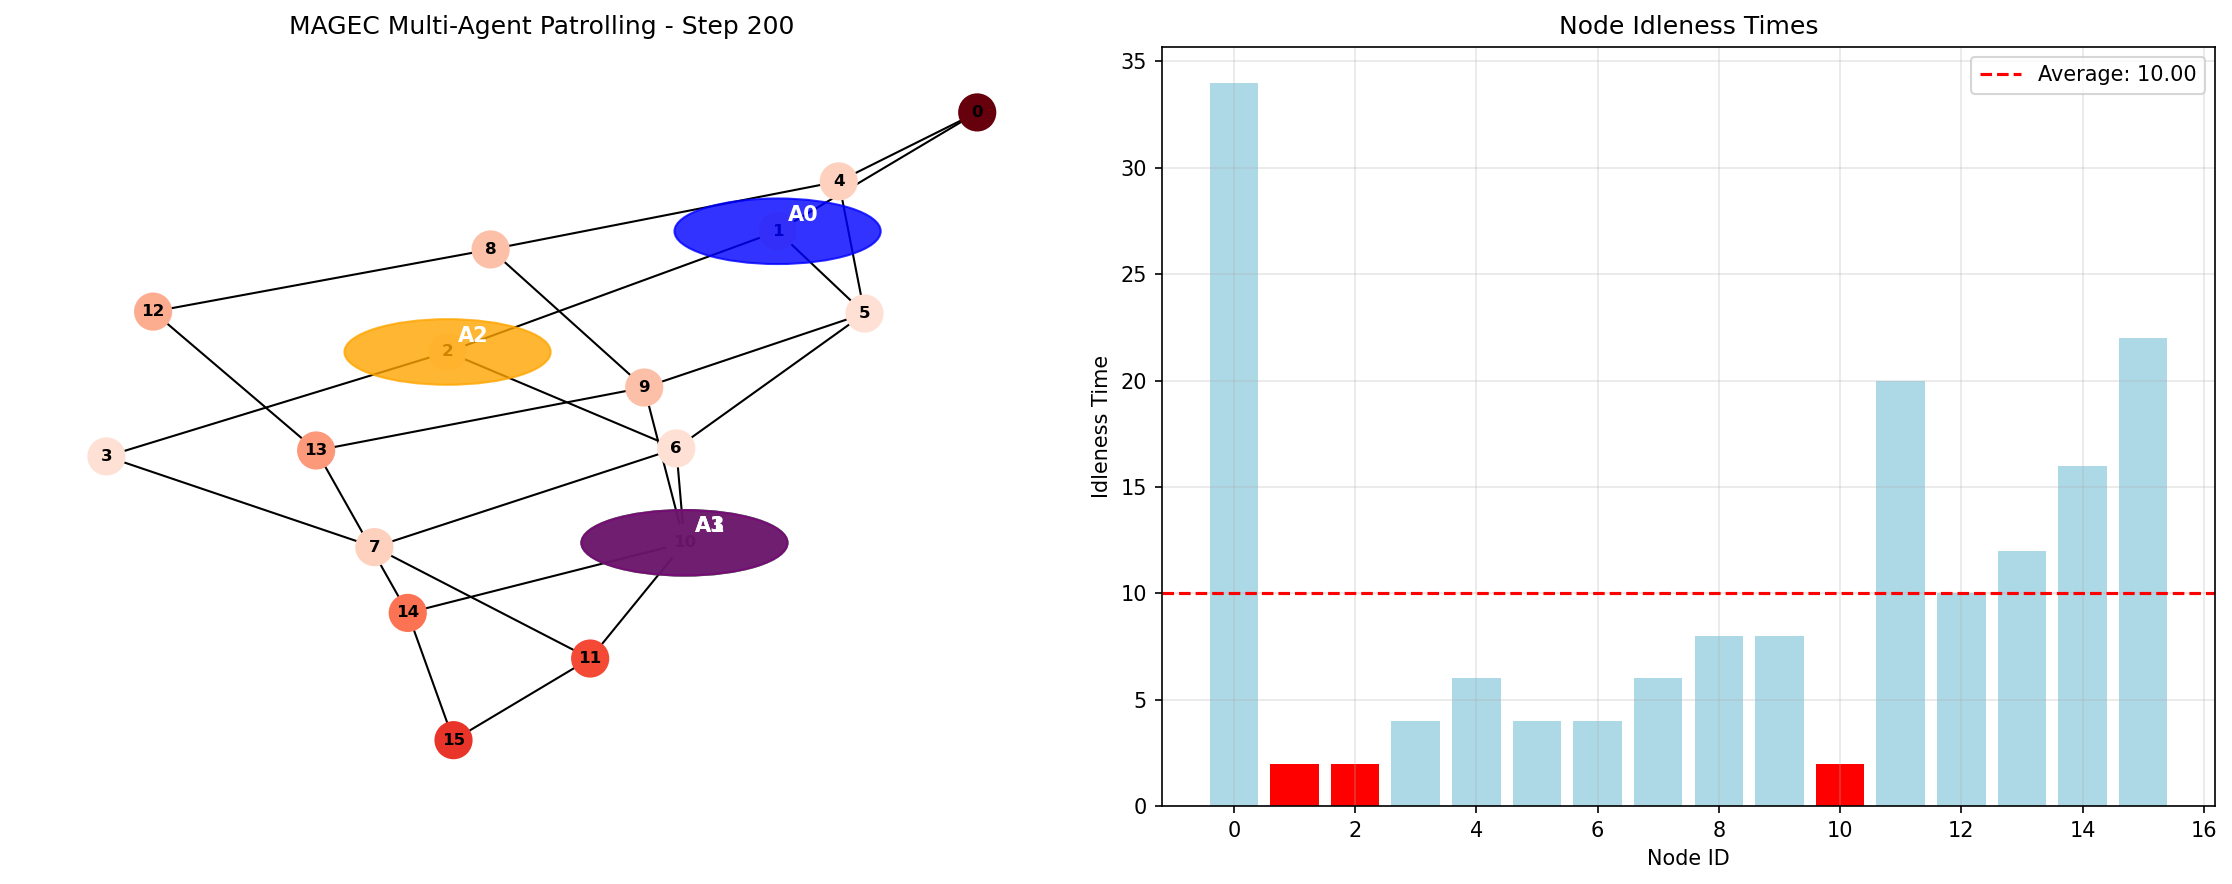 MAGEC Multi-Agent Patrolling - Step 200
0
4
A0
1
8
12
5
A2
2
9
6
13
3
A3
10
7
14
11
15
Node Idleness Times
Average: 10.00
Idleness Time
35
30
25
20
15
10
5
0
0 2 4 6 8 10 12 14 16
Node ID